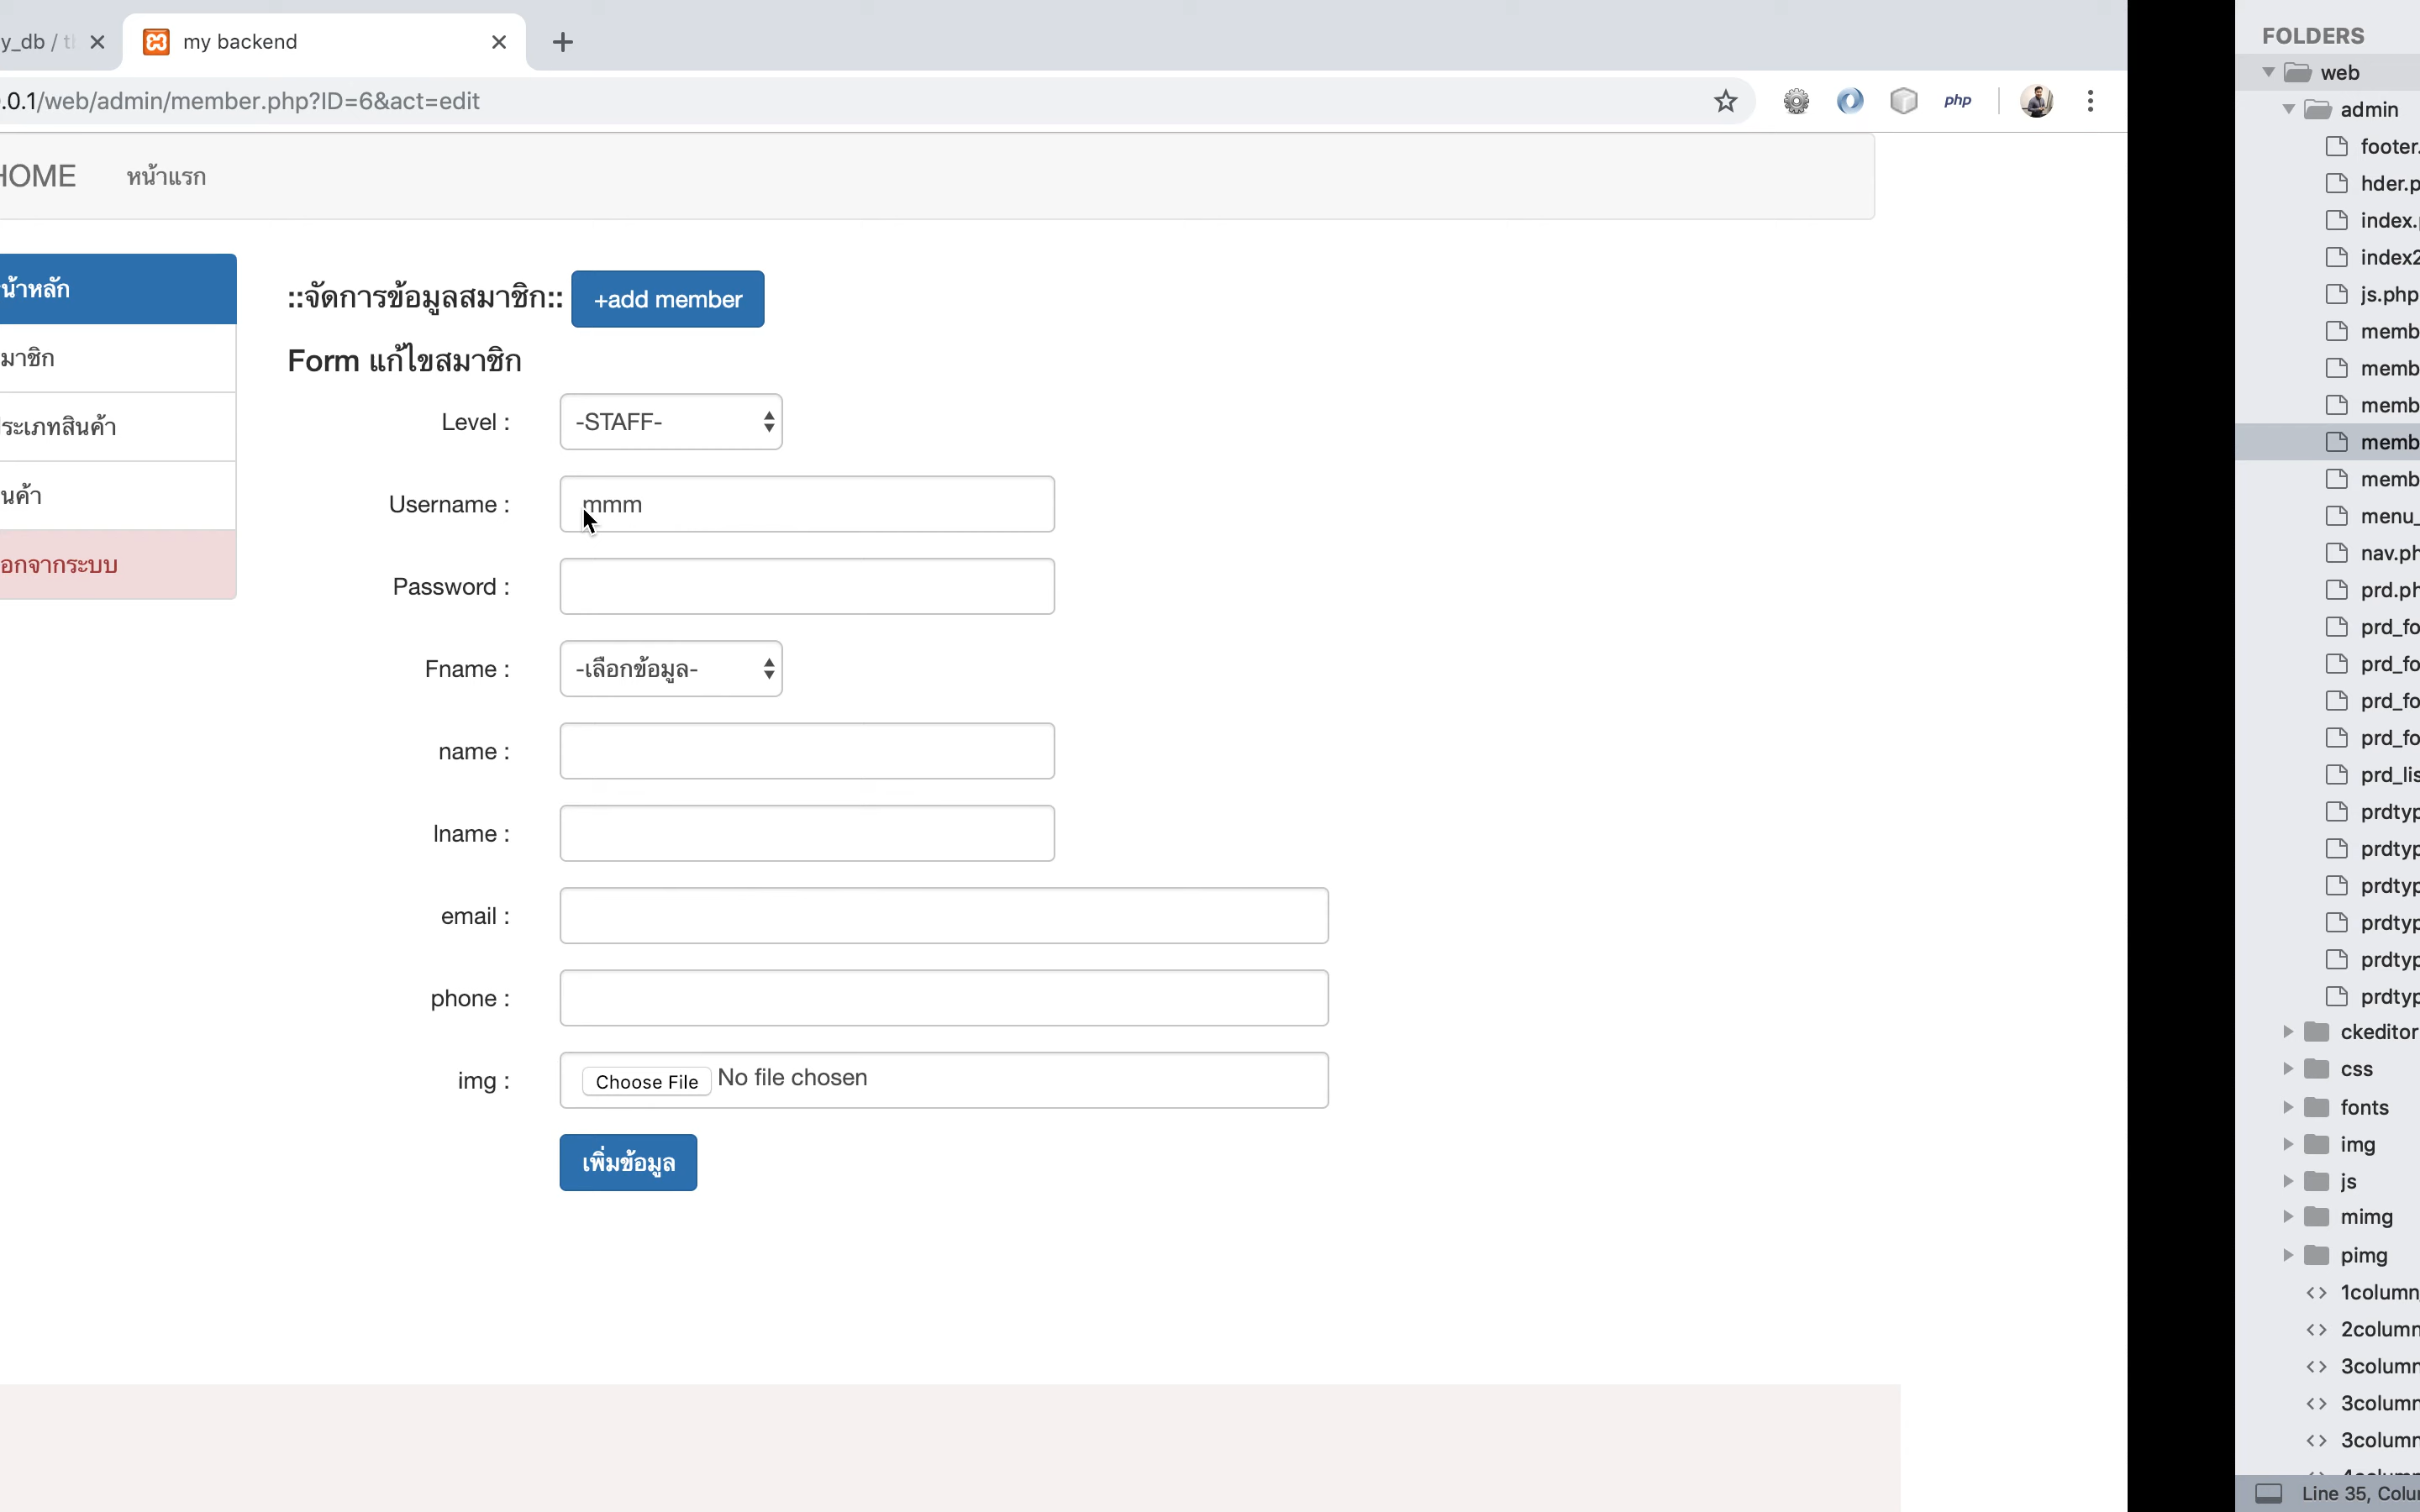 y_db /
my backend
.0.1/web/admin/member.php?ID=6&act=edit
php
HOME
หน้าแรก
น้าหลัก
มาชิก
ระเภทสินค้า
นค้า
อกจากระบบ
::จัดการข้อมูลสมาชิก::
+add member
Form แก้ไขสมาชิก
Level :
-STAFF-
Username :
mmm
Password :
Fname :
-เลือกข้อมูล-
name :
lname :
email :
phone :
img :
Choose File No file chosen
เพิ่มข้อมูล
FOLDERS
web
admin
footer.
hder.p
index.
index2
js.php
memb
memb
memb
memb
memb
menu_
nav.ph
prd.ph
prd_fo
prd_fo
prd_fo
prd_fo
prd_lis
prdtyp
prdtyp
prdtyp
prdtyp
prdtyp
prdtyp
ckeditor
css
fonts
img
js
mimg
pimg
1column
2column
3column
3column
3column
Line 35, Colu